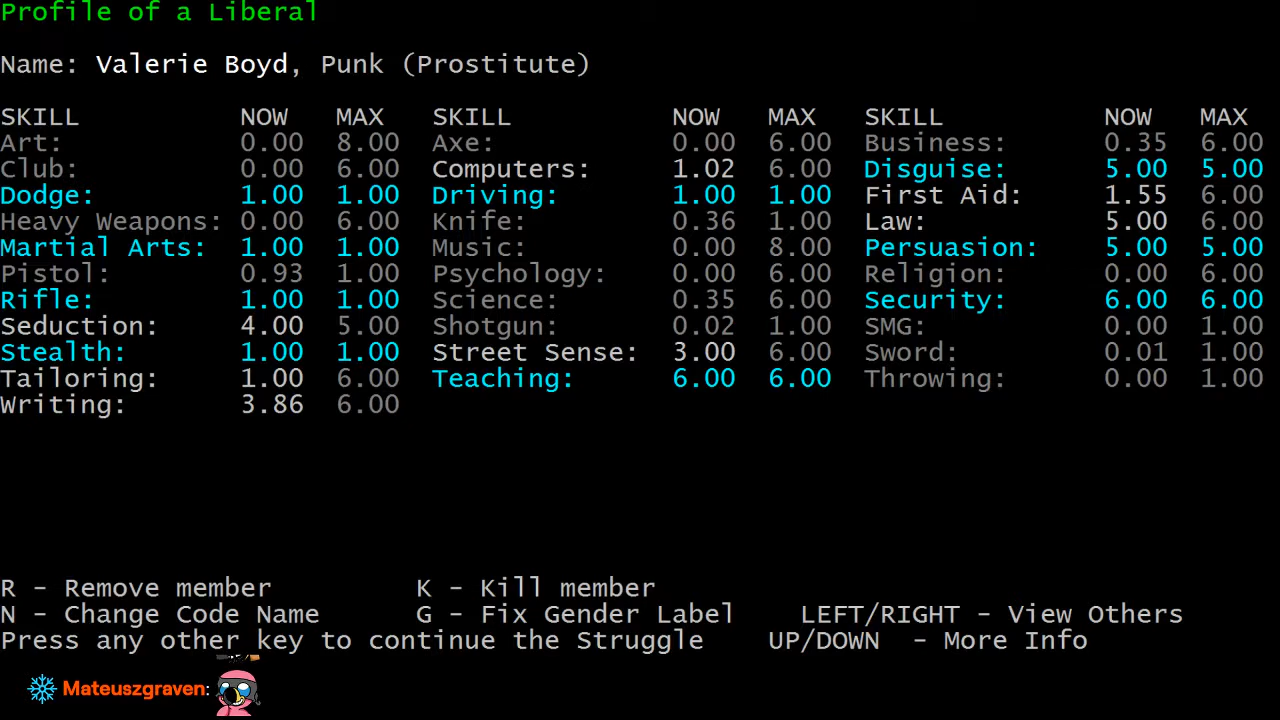 Profile of a Liberal
Name: Valerie Boyd, Punk (Prostitute)
SKILL NOW MAX SKILL NOW MAX SKILL NOW MAX
Art: 0.00 8.00 Axe: 0.00 6.00 Business: 0.35 6.00
Club: 0.00 6.00 Computers: 1.02 6.00 Disguise: 5.00 5.00
Dodge: 1.00 1.00 Driving: 1.00 1.00 First Aid: 1.55 6.00
Heavy Weapons: 0.00 6.00 Knife: 0.36 1.00 Law: 5.00 6.00
Martial Arts: 1.00 1.00 Music: 0.00 8.00 Persuasion: 5.00 5.00
Pistol: 0.93 1.00 Psychology: 0.00 6.00 Religion: 0.00 6.00
Rifle: 1.00 1.00 Science: 0.35 6.00 Security: 6.00 6.00
Seduction: 4.00 5.00 Shotgun: 0.02 1.00 SMG: 0.00 1.00
Stealth: 1.00 1.00 Street Sense: 3.00 6.00 Sword: 0.01 1.00
Tailoring: 1.00 6.00 Teaching: 6.00 6.00 Throwing: 0.00 1.00
Writing: 3.86 6.00
R - Remove member K - Kill member
N - Change Code Name G - Fix Gender Label LEFT/RIGHT - View Others
Press any other key to continue the Struggle UP/DOWN - More Info
Mateuszgraven: